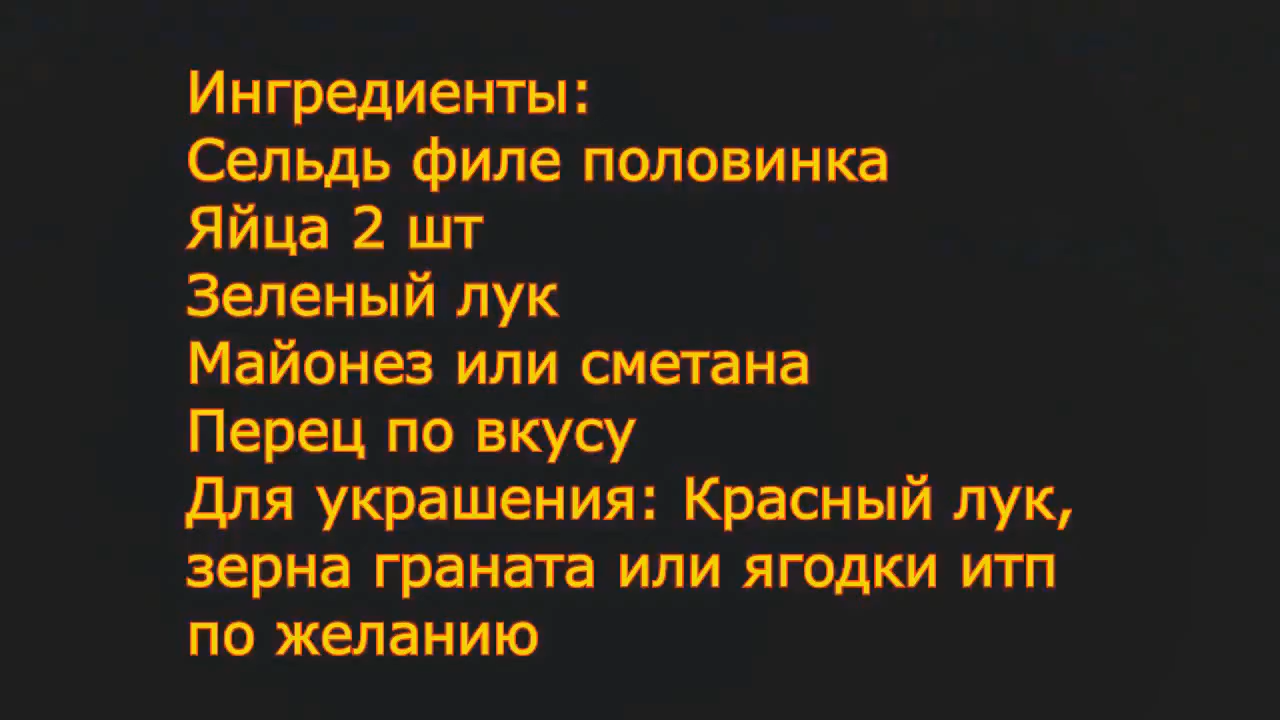 Ингредиенты:
Сельдь филе половинка
Яйца 2 шт
Зеленый лук
Майонез или сметана
Перец по вкусу
Для украшения: Красный лук,
зерна граната или ягодки итп
по желанию